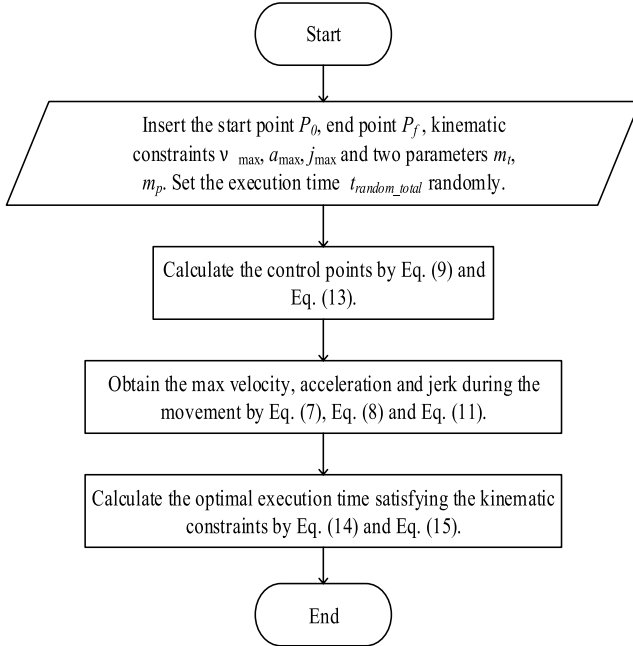 Start
Insert the start point P0, end point Pf, kinematic
constraints ν max, amax, jmax and two parameters mt,
mp. Set the execution time trandom_total randomly.
Calculate the control points by Eq. (9) and
Eq. (13).
Obtain the max velocity, acceleration and jerk during the
movement by Eq. (7), Eq. (8) and Eq. (11).
Calculate the optimal execution time satisfying the kinematic
constraints by Eq. (14) and Eq. (15).
End